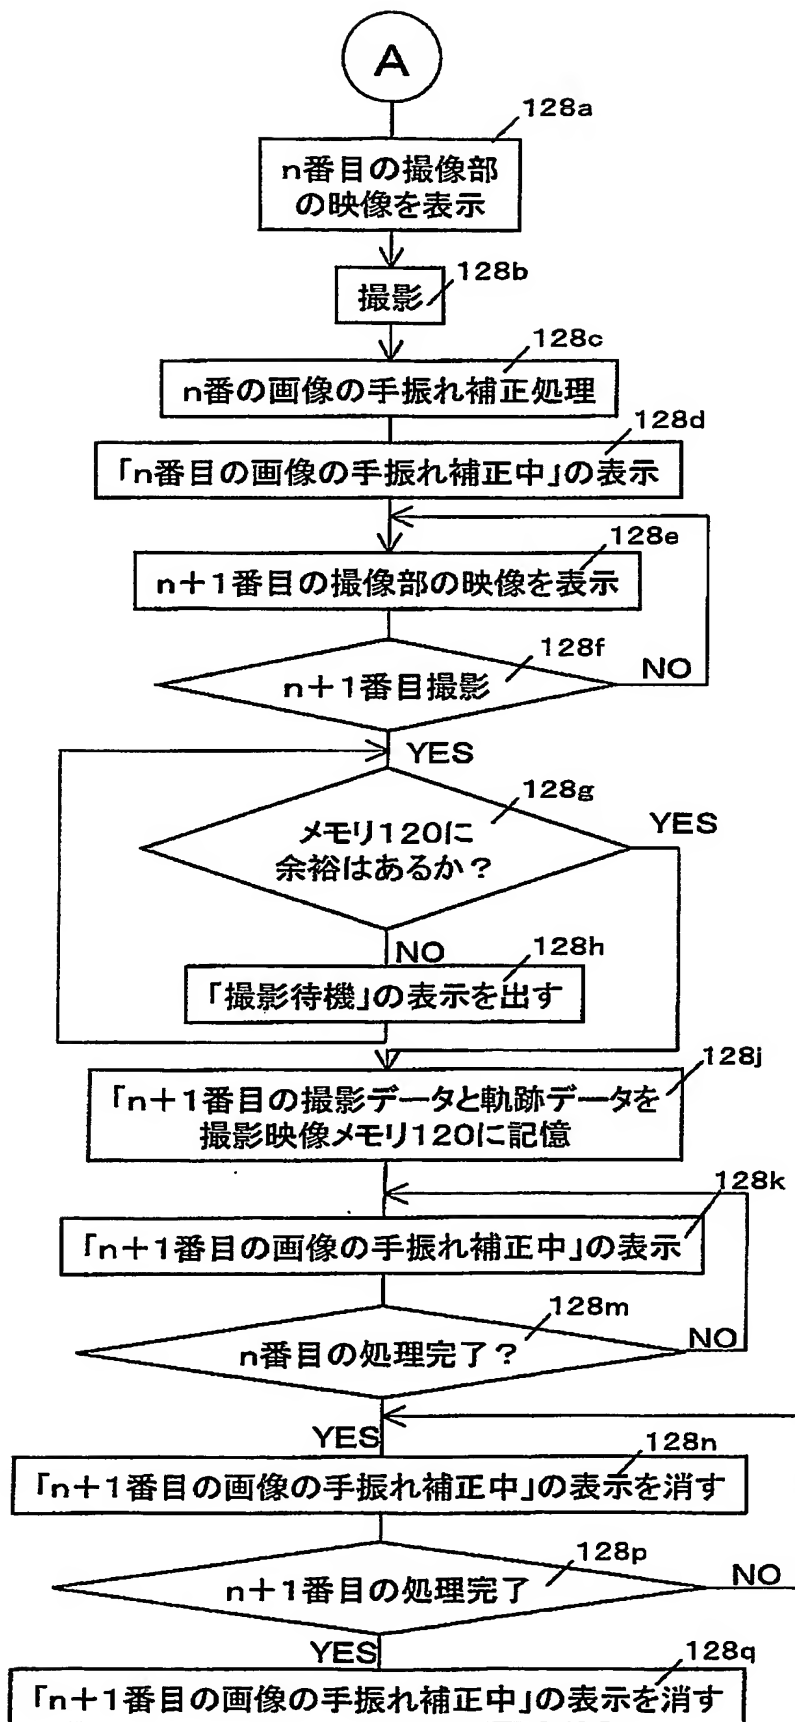 A
128a
n番目の撮像部
の映像を表示
128b
撮影
128c
n番の画像の手振れ補正処理
128d
「n番目の画像の手振れ補正中」の表示
128e
n+1番目の撮像部の映像を表示
128f
n+1番目撮影
NO
YES
128g
メモリ120に
余裕はあるか?
YES
NO
128h
「撮影待機」の表示を出す
128j
「n+1番目の撮影データと軌跡データを
撮影映像メモリ120に記憶
128k
「n+1番目の画像の手振れ補正中」の表示
128m
n番目の処理完了?
NO
YES
128n
「n+1番目の画像の手振れ補正中」の表示を消す
128p
n+1番目の処理完了
NO
YES
128q
「n+1番目の画像の手振れ補正中」の表示を消す